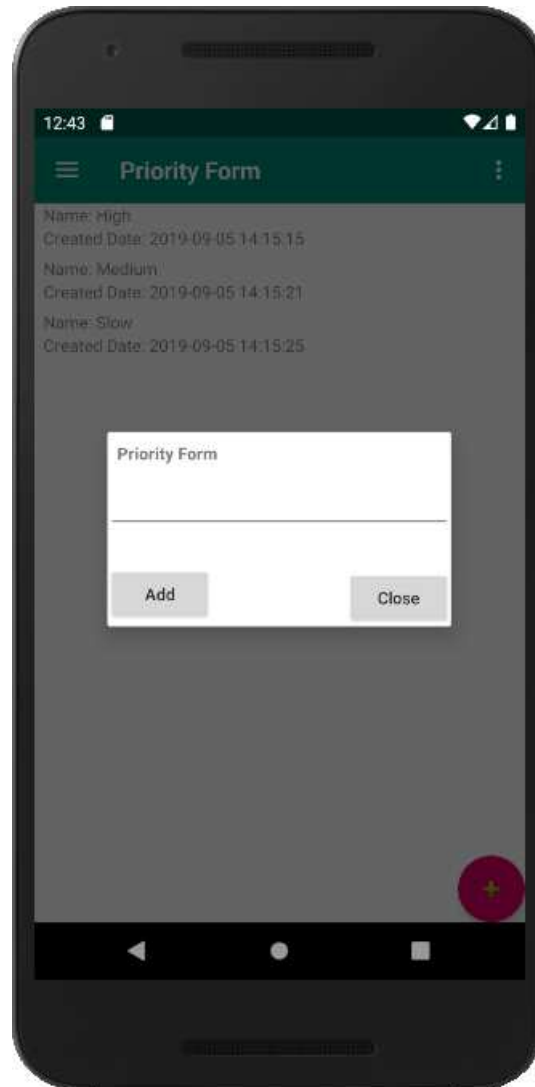 12:43
Priority Form
Name: High
Created Date: 2019-09-05 14:15:15
Name: Medium
Created Date: 2019-09-05 14:15:21
Name: Slow
Created Date: 2019-09-05 14:15:25
Priority Form
Add
Close